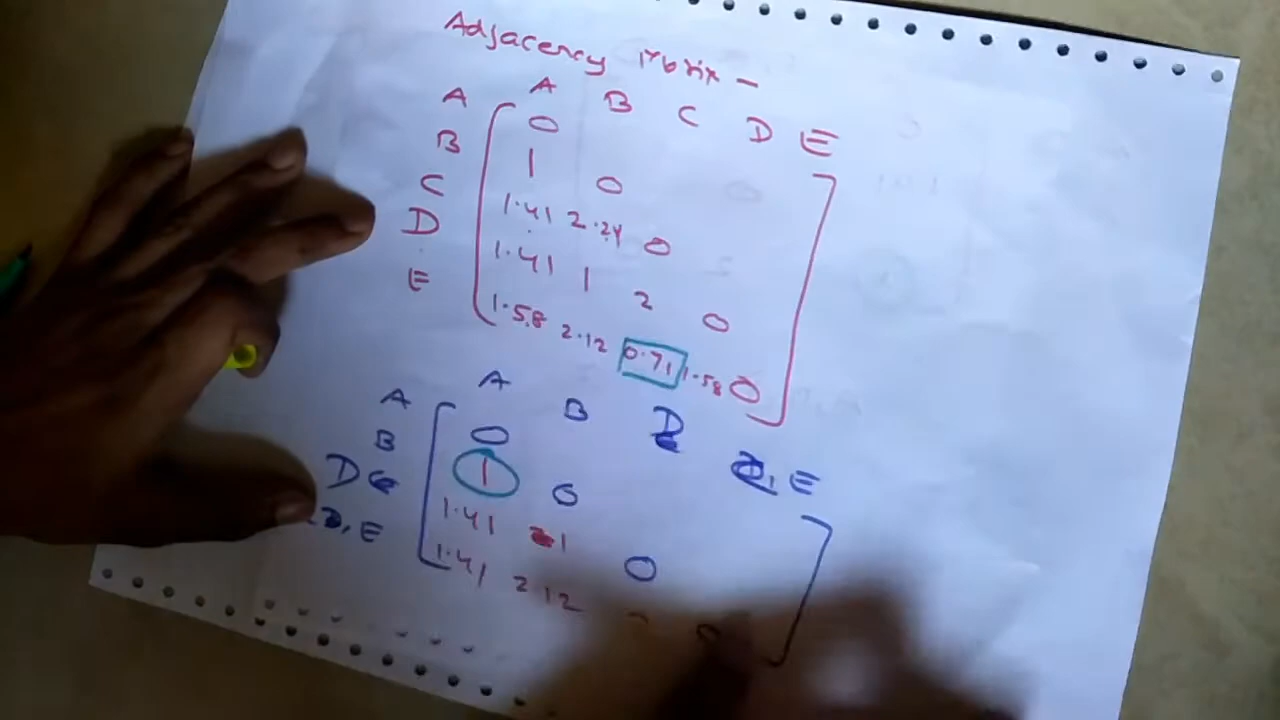 Adjacency
A B C D E
A 0
B 1 0
C 1.41 2.24 0
D 1.41 1 2 0
E 1.58 2.12 0.71 1.58 0
A B D C, E
A 0
B 1 0
D 1.41 1 0
, E 1.41 2.12 0